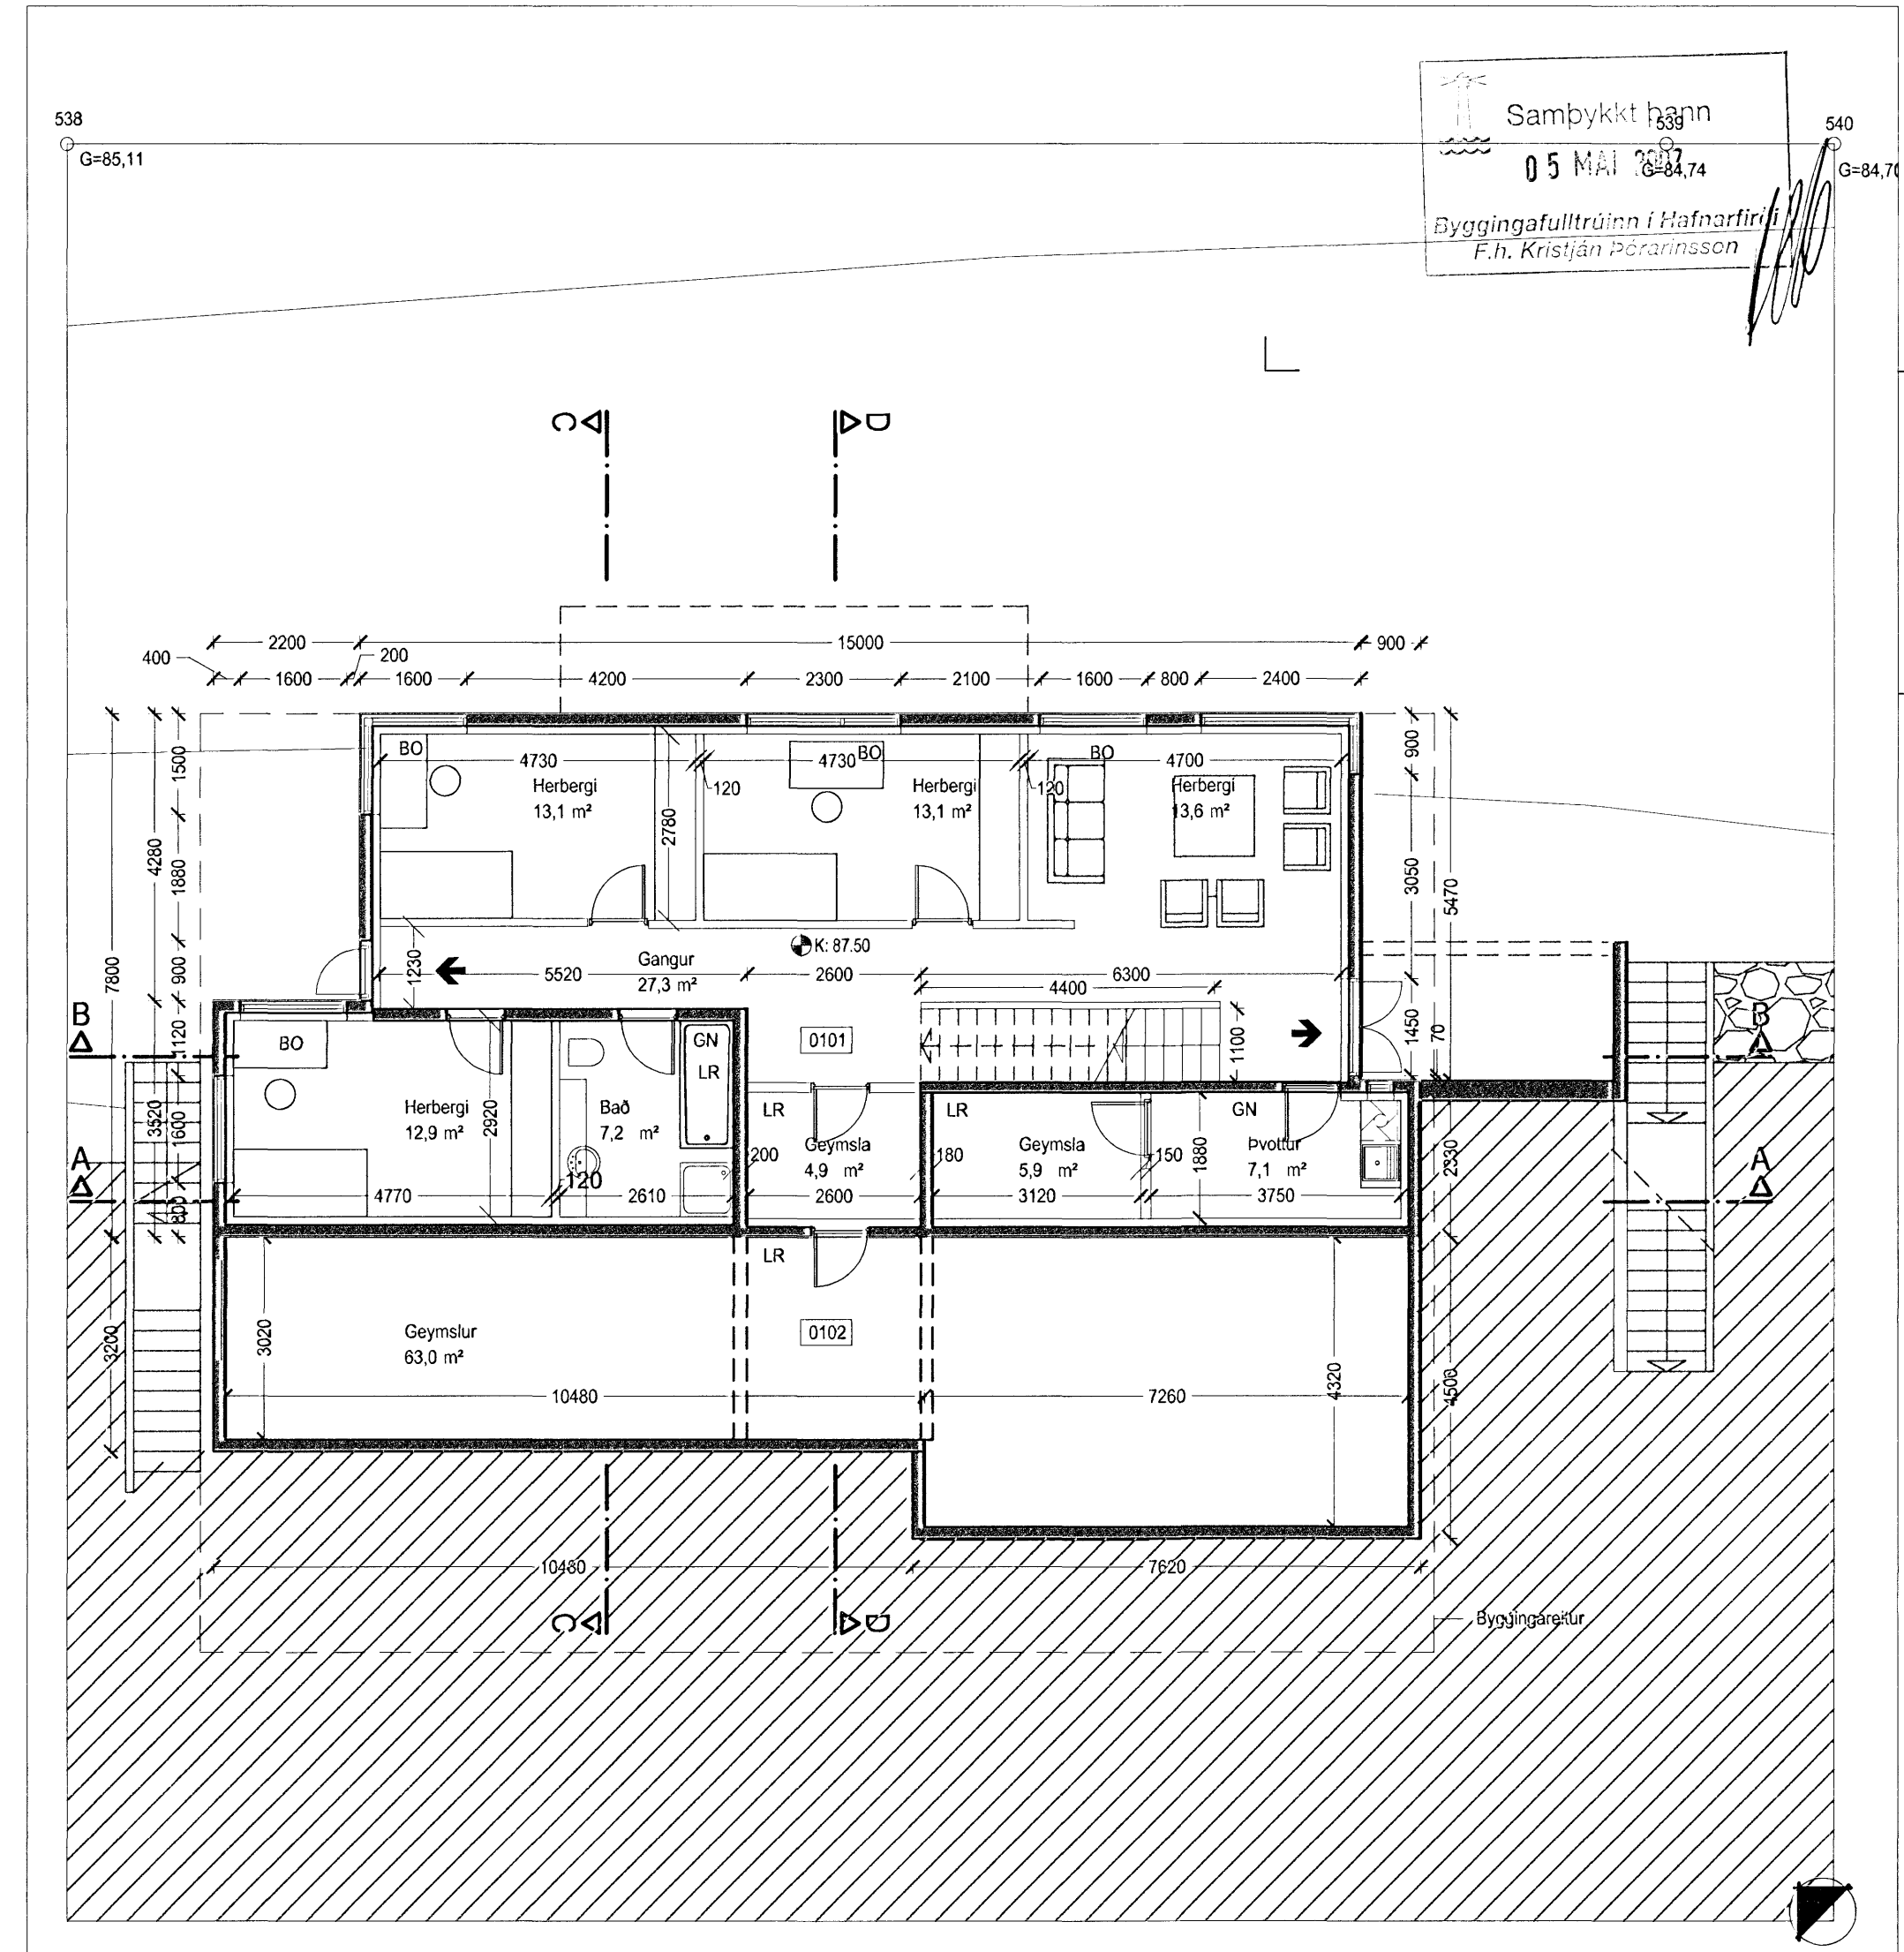 538
G=85,11
Samþykkt þann
539
540
05 MAI
G=84,74
G=84,70
Byggingafulltrúinn í Hafnarfirði
F.h. Kristján Þórarinsson
C
D
2200
15000
900
400
200
1600
1600
4200
2300
2100
1600
800
2400
BO
4730
120
4730
BO
120
BO
4700
Herbergi
13,1 m²
Herbergi
13,1 m²
Herbergi
13,6 m²
1500
900
2780
4280
1880
3050
5470
7800
900
K: 87.50
Gangur
27,3 m²
1230
5520
2600
6300
4400
B
B
BO
1120
0101
GN
LR
1100
1450
70
LR
LR
GN
3520
1600
Herbergi
12,9 m²
2920
Bað
7,2 m²
200
Geymsla
4,9 m²
180
Geymsla
5,9 m²
150
1880
Þvottur
7,1 m²
2330
A
A
800
4770
120
2610
2600
3120
3750
LR
3200
3020
Geymslur
63,0 m²
0102
4320
4500
10480
7260
10480
7620
C
D
Byggingareitur